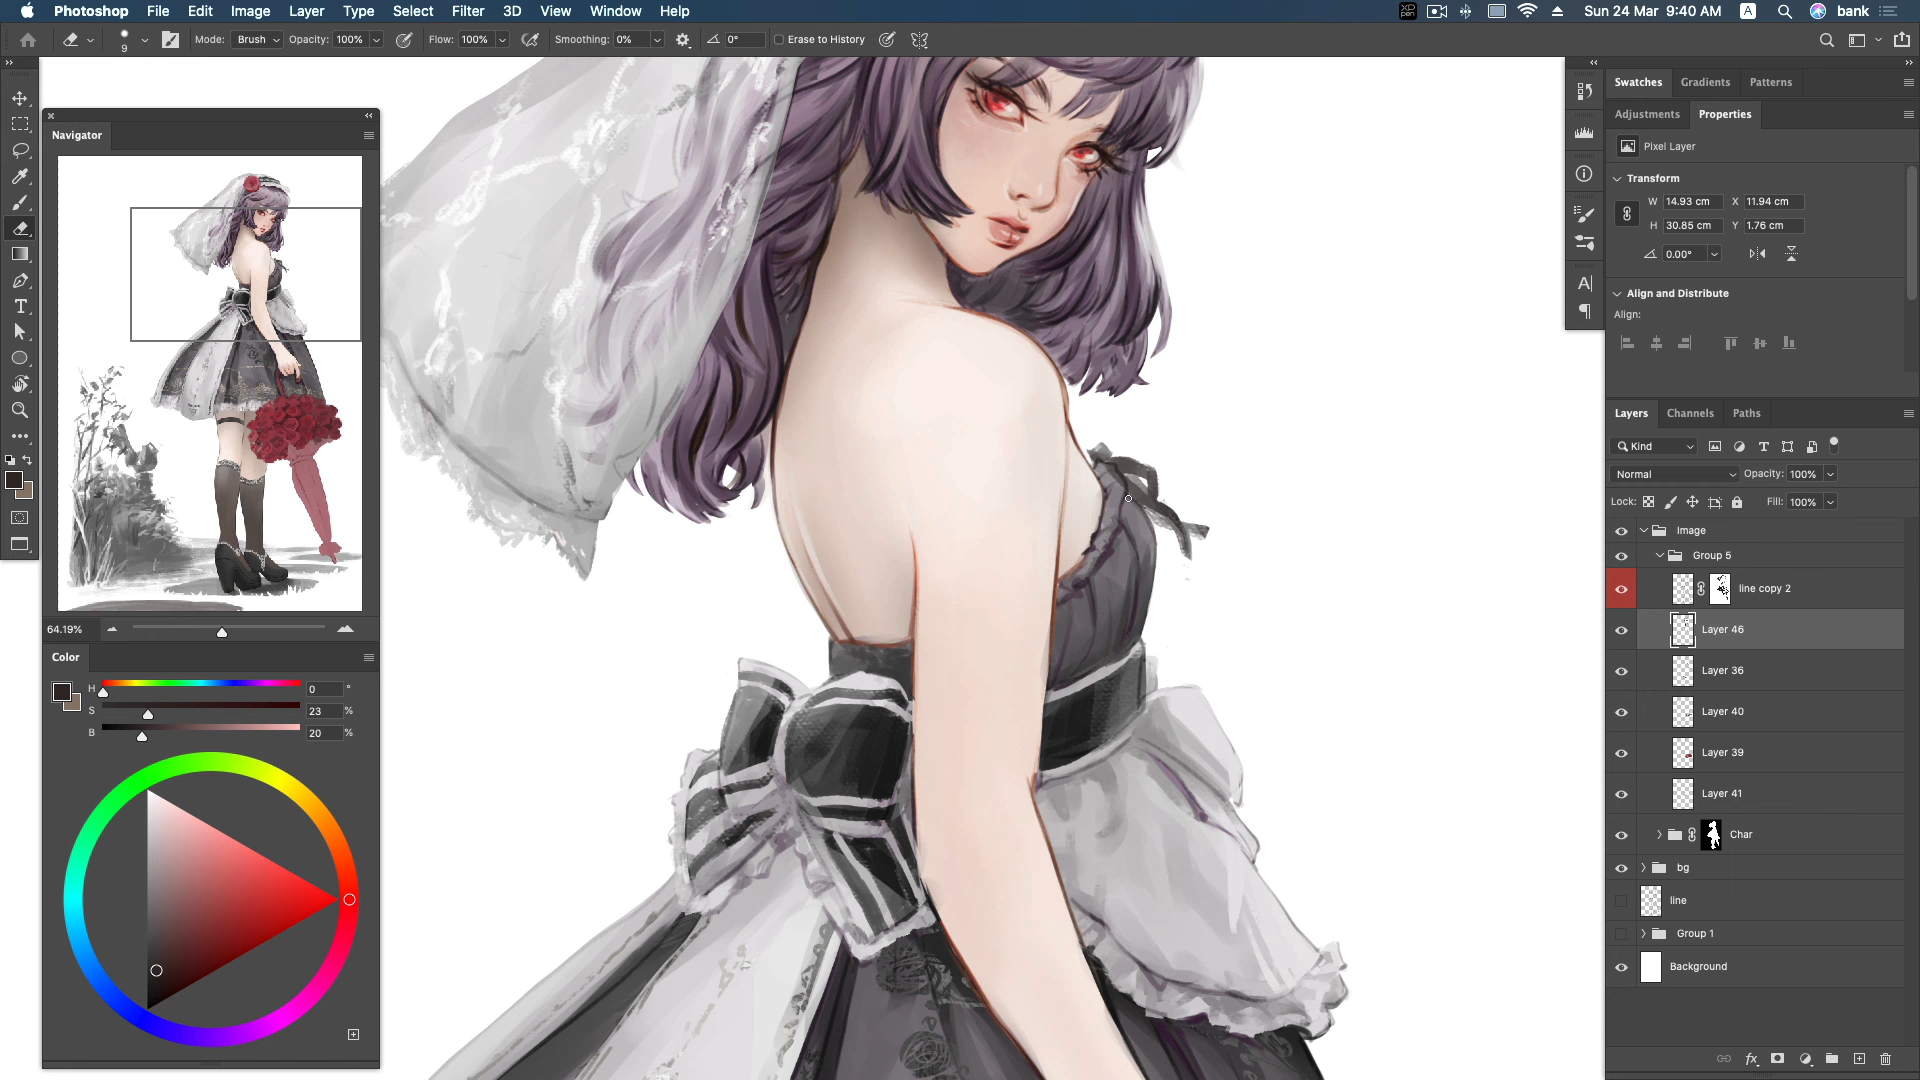 Photoshop File Edit Image Layer Type Select Filter 3D View Window Help
XP pen Sun 24 Mar 9:40 AM A bank
9 Mode: Brush Opacity: 100% Flow: 100% Smoothing: 0% 0° Erase to History
Navigator
64.19%
Color
H 0 °
S 23 %
B 20 %
Swatches Gradients Patterns
Adjustments Properties
Pixel Layer
Transform
W 14.93 cm X 11.94 cm
H 30.85 cm Y 1.76 cm
0.00°
Align and Distribute
Align:
Layers Channels Paths
Kind
Normal Opacity: 100%
Lock: Fill: 100%
Image
Group 5
line copy 2
Layer 46
Layer 36
Layer 40
Layer 39
Layer 41
Char
bg
line
Group 1
Background
fx